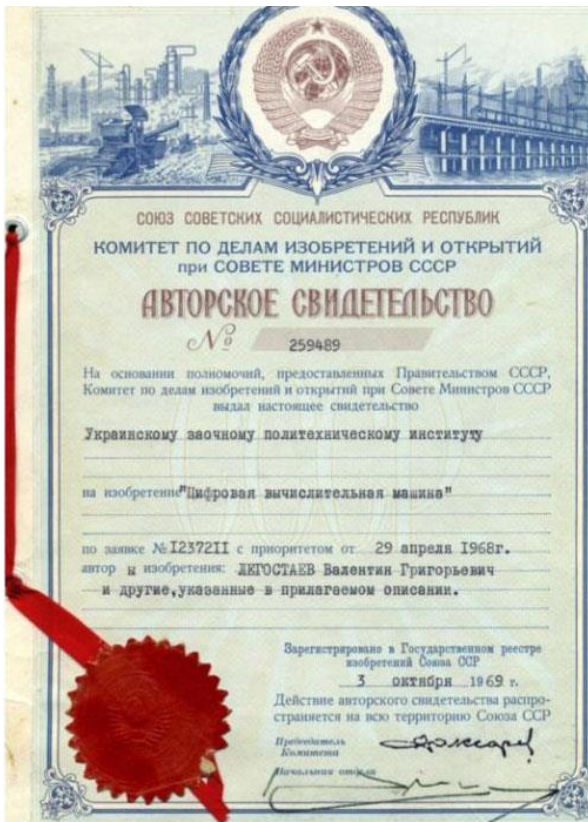 СОЮЗ СОВЕТСКИХ СОЦИАЛИСТИЧЕСКИХ РЕСПУБЛИК
КОМИТЕТ ПО ДЕЛАМ ИЗОБРЕТЕНИЙ И ОТКРЫТИЙ
при СОВЕТЕ МИНИСТРОВ СССР
АВТОРСКОЕ СВИДЕТЕЛЬСТВО
№ 259489
На основании полномочий, предоставленных Правительством СССР,
Комитет по делам изобретений и открытий при Совете Министров СССР
выдал настоящее свидетельство
Украинскому заочному политехническому институту
на изобретение "Цифровая вычислительная машина"
по заявке № I2372II с приоритетом от 29 апреля I968г.
автор ы изобретения: ЛЕГОСТАЕВ Валентин Григорьевич
и другие,указанные в прилагаемом описании.
Зарегистрировано в Государственном реестре
изобретений Союза ССР
3 октября 1969 г.
Действие авторского свидетельства распро-
страняется на всю территорию Союза ССР
Председатель
Комитета
Начальник отдела